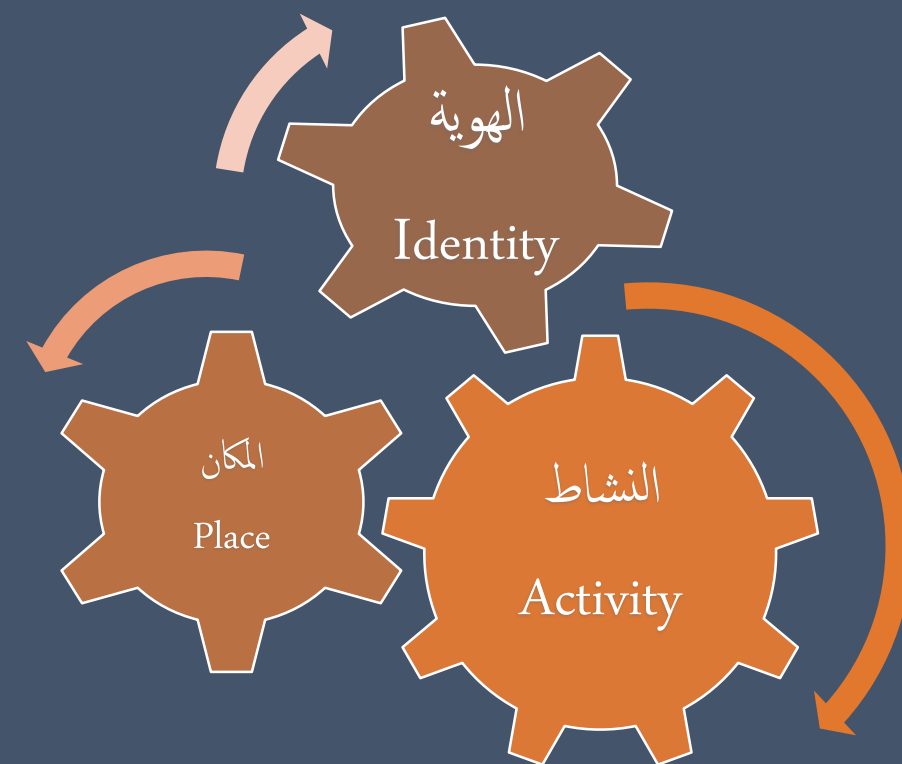 الهوية
Identity
المكان
Place
النشاط
Activity